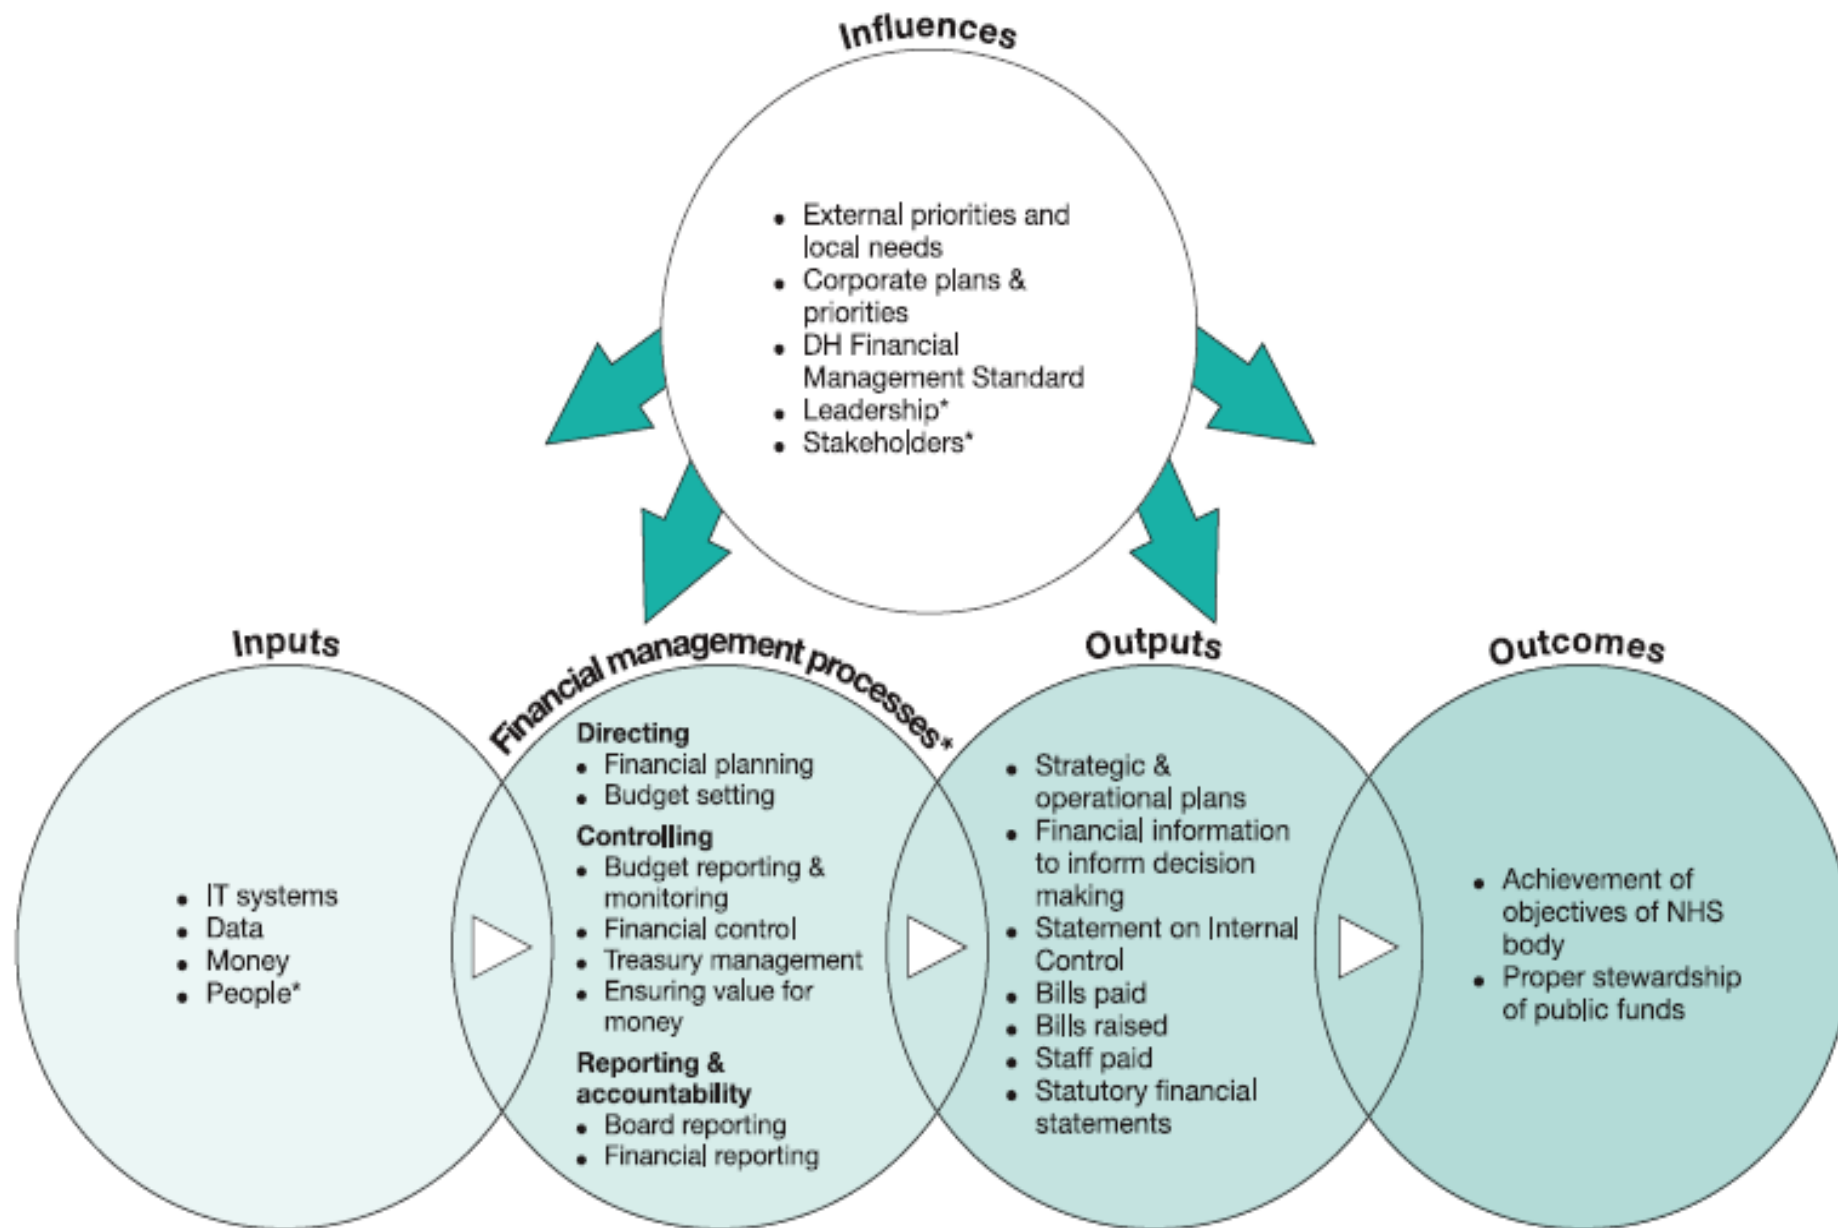 Influences
• External priorities and
local needs
• Corporate plans &
priorities
• DH Financial
Management Standard
• Leadership*
• Stakeholders*
Inputs
• IT systems
• Data
• Money
• People*
Financial management processes*
Directing
• Financial planning
• Budget setting
Controlling
• Budget reporting &
monitoring
• Financial control
• Treasury management
• Ensuring value for
money
Reporting &
accountability
• Board reporting
• Financial reporting
Outputs
• Strategic &
operational plans
• Financial information
to inform decision
making
• Statement on Internal
Control
• Bills paid
• Bills raised
• Staff paid
• Statutory financial
statements
Outcomes
• Achievement of
objectives of NHS
body
• Proper stewardship
of public funds